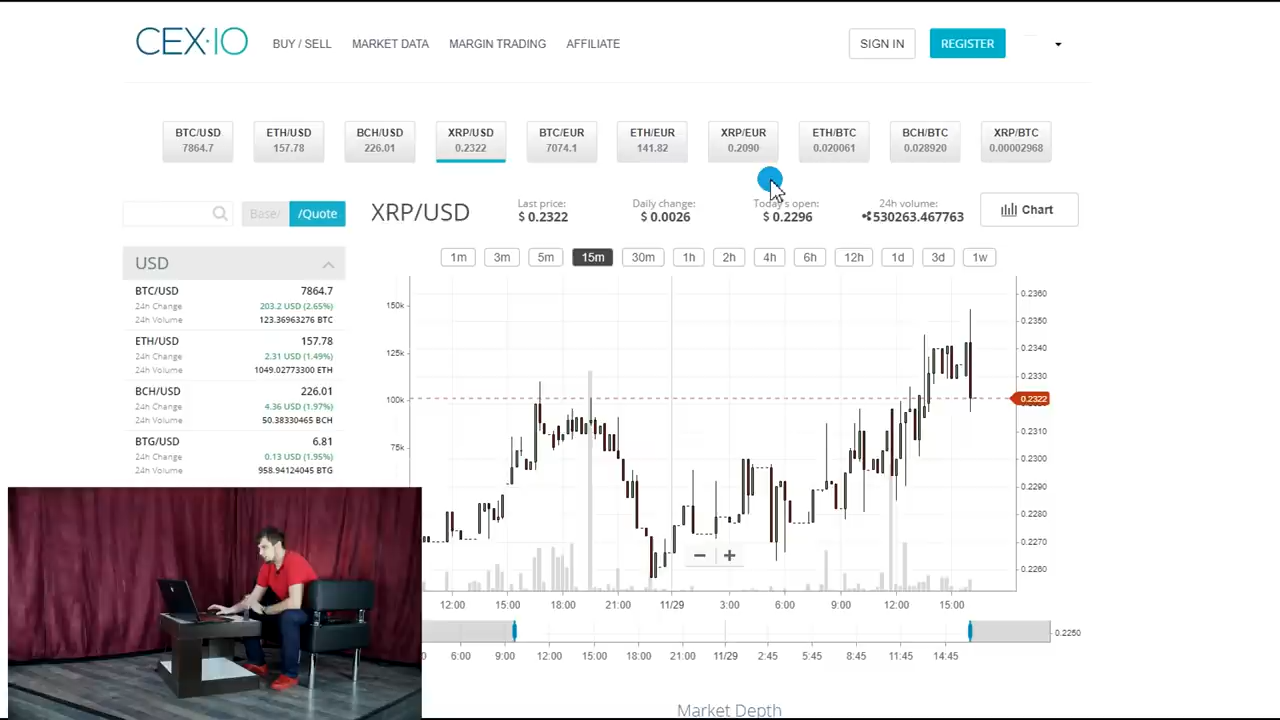 CEX·IO
BUY / SELL
MARKET DATA
MARGIN TRADING
AFFILIATE
SIGN IN
REGISTER
BTC/USD
7864.7
ETH/USD
157.78
BCH/USD
226.01
XRP/USD
0.2322
BTC/EUR
7074.1
ETH/EUR
141.82
XRP/EUR
0.2090
ETH/BTC
0.020061
BCH/BTC
0.028920
XRP/BTC
0.00002968
Base/
/Quote
XRP/USD
Last price:
$ 0.2322
Daily change:
$ 0.0026
Today's open:
$ 0.2296
24h volume:
530263.467763
Chart
USD
BTC/USD 7864.7
24h Change 203.2 USD (2.65%)
24h Volume 123.36963276 BTC
ETH/USD 157.78
24h Change 2.31 USD (1.49%)
24h Volume 1049.02773300 ETH
BCH/USD 226.01
24h Change 4.36 USD (1.97%)
24h Volume 50.38330465 BCH
BTG/USD 6.81
24h Change 0.13 USD (1.95%)
24h Volume 958.94124045 BTG
1m 3m 5m 15m 30m 1h 2h 4h 6h 12h 1d 3d 1w
150k
125k
100k
75k
0.2360
0.2350
0.2340
0.2330
0.2322
0.2310
0.2300
0.2290
0.2280
0.2270
0.2260
− +
12:00 15:00 18:00 21:00 11/29 3:00 6:00 9:00 12:00 15:00
0.2250
0 6:00 9:00 12:00 15:00 18:00 21:00 11/29 2:45 5:45 8:45 11:45 14:45
Market Depth